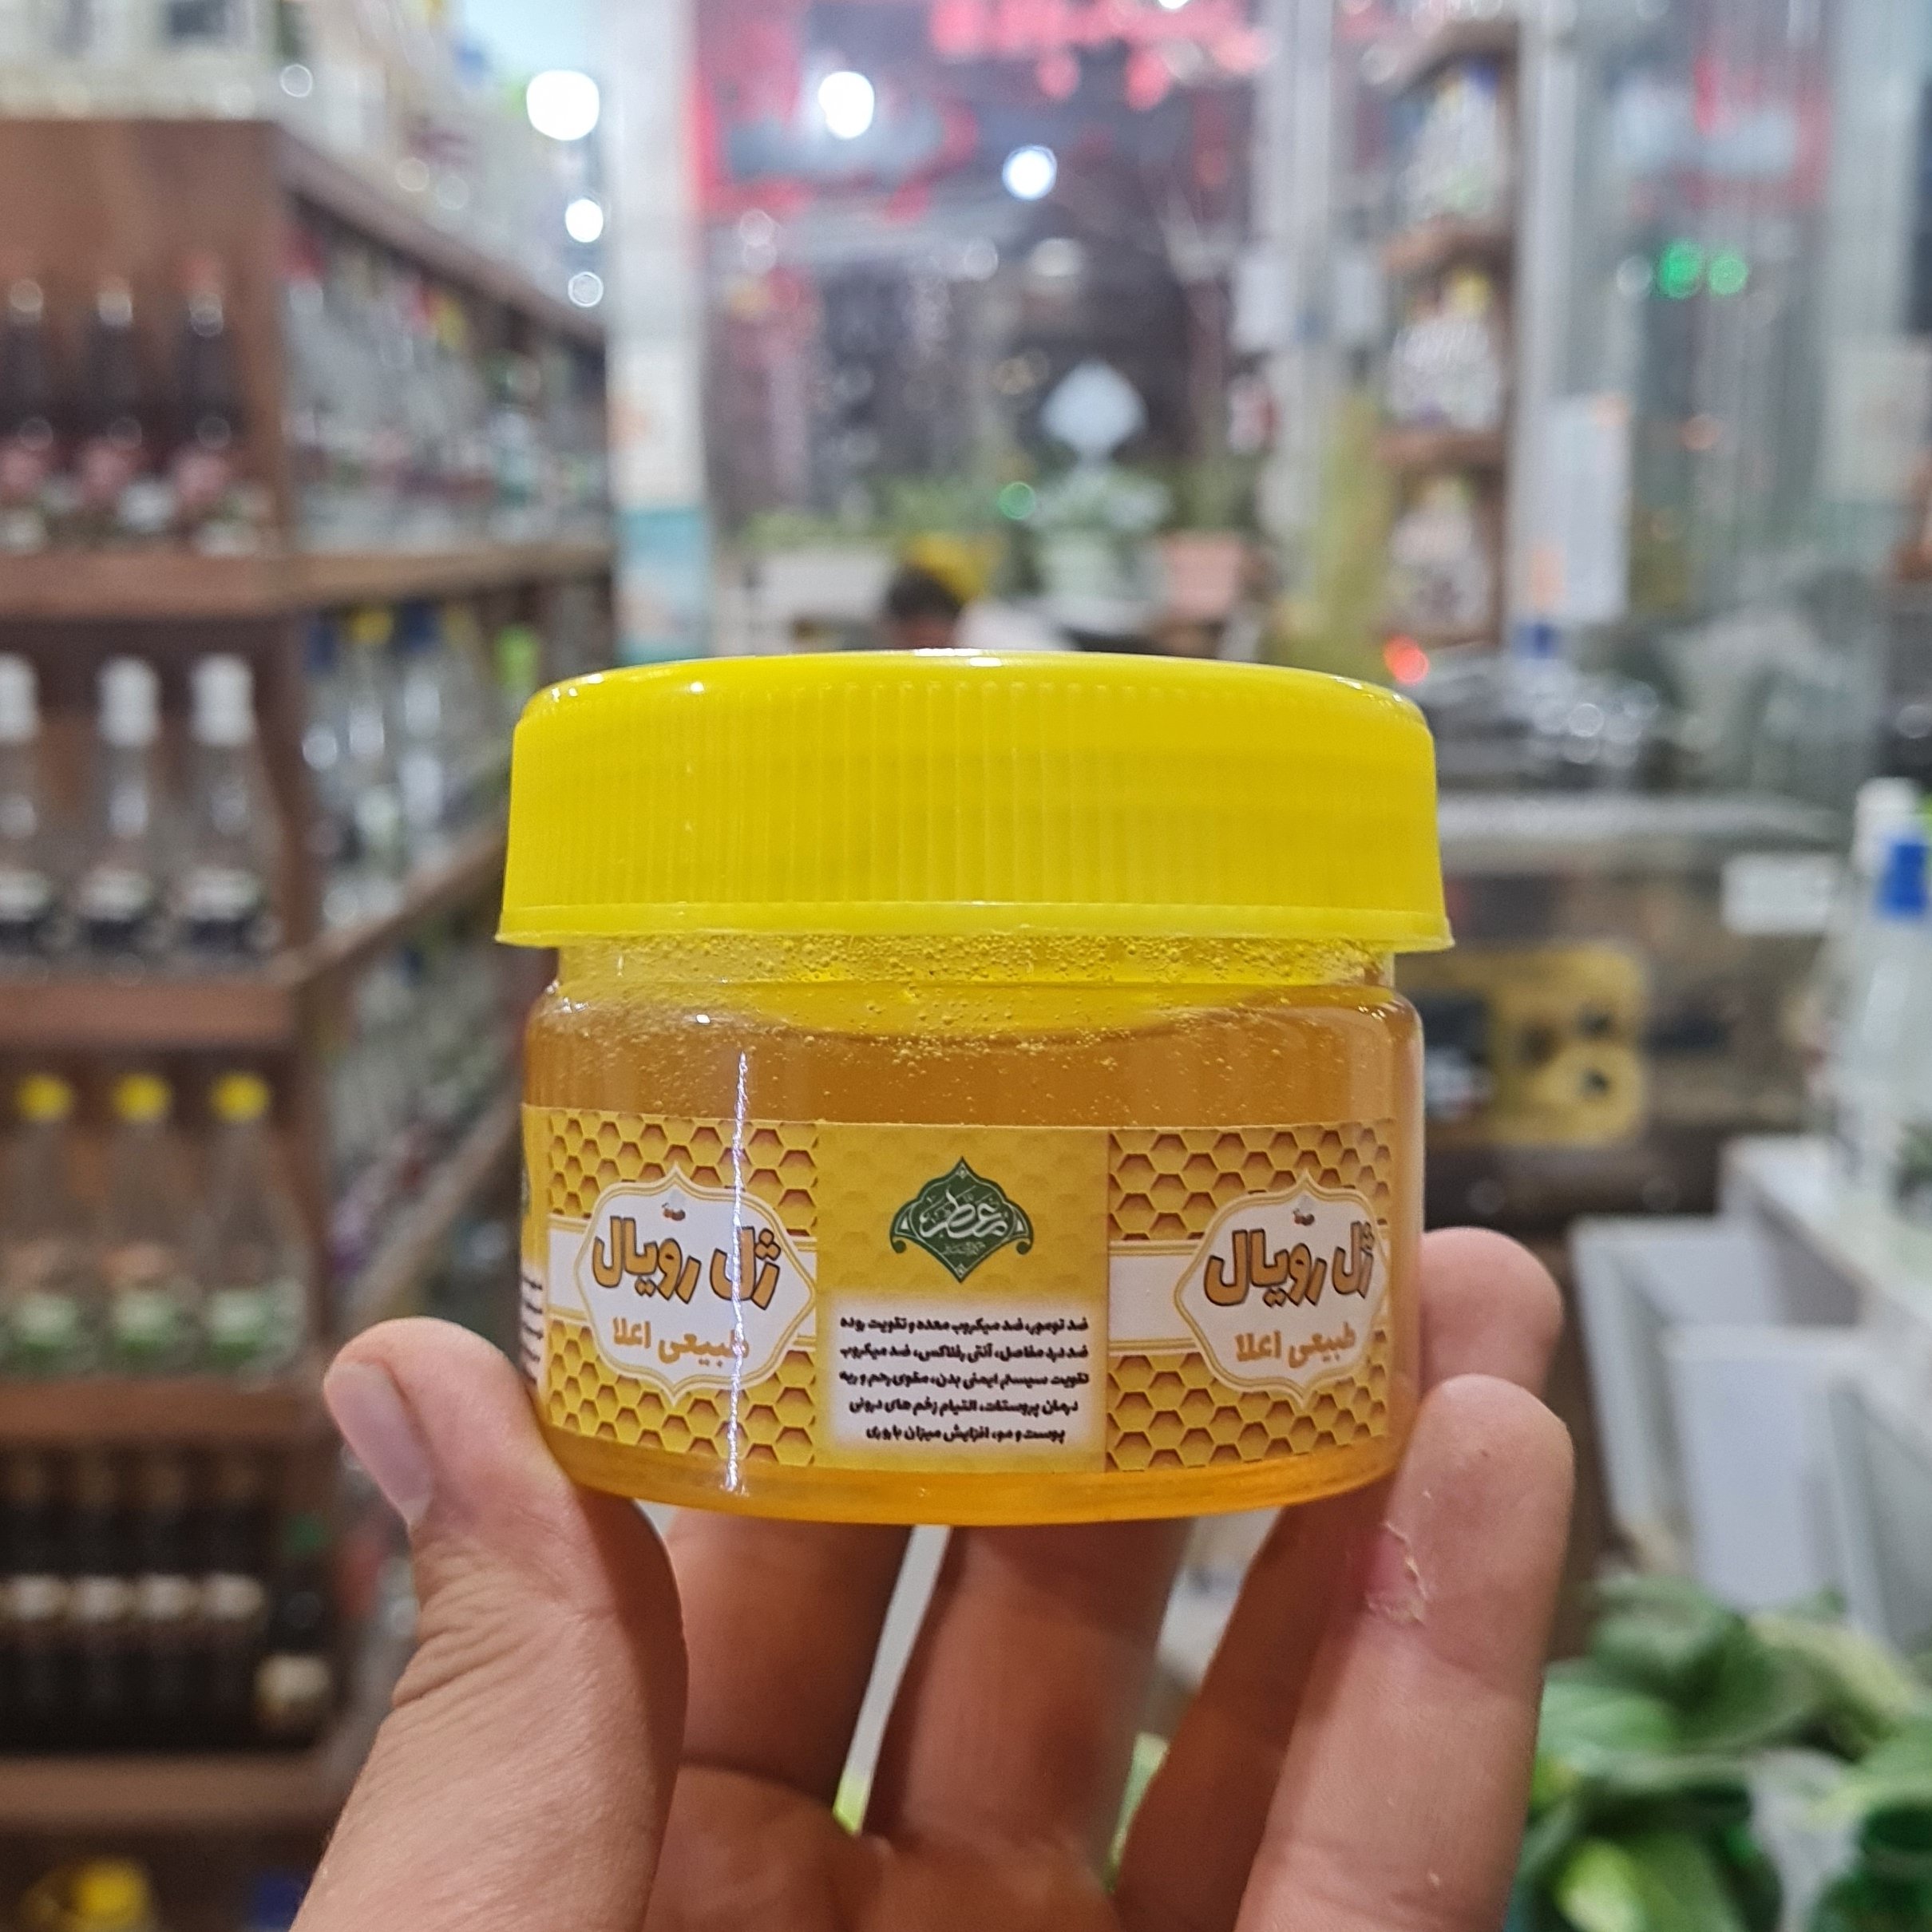 ژل رویال
طبیعی اعلا
معطر
ضد تومور، ضد میکروب معده و تقویت روده
ضد درد مفاصل، آنتی رفلاکس، ضد میکروب
تقویت سیستم ایمنی بدن، مقوی رحم و ریه
درمان پروستات، التیام زخم های درونی
پوست و مو، افزایش میزان باروری
ژل رویال
طبیعی اعلا